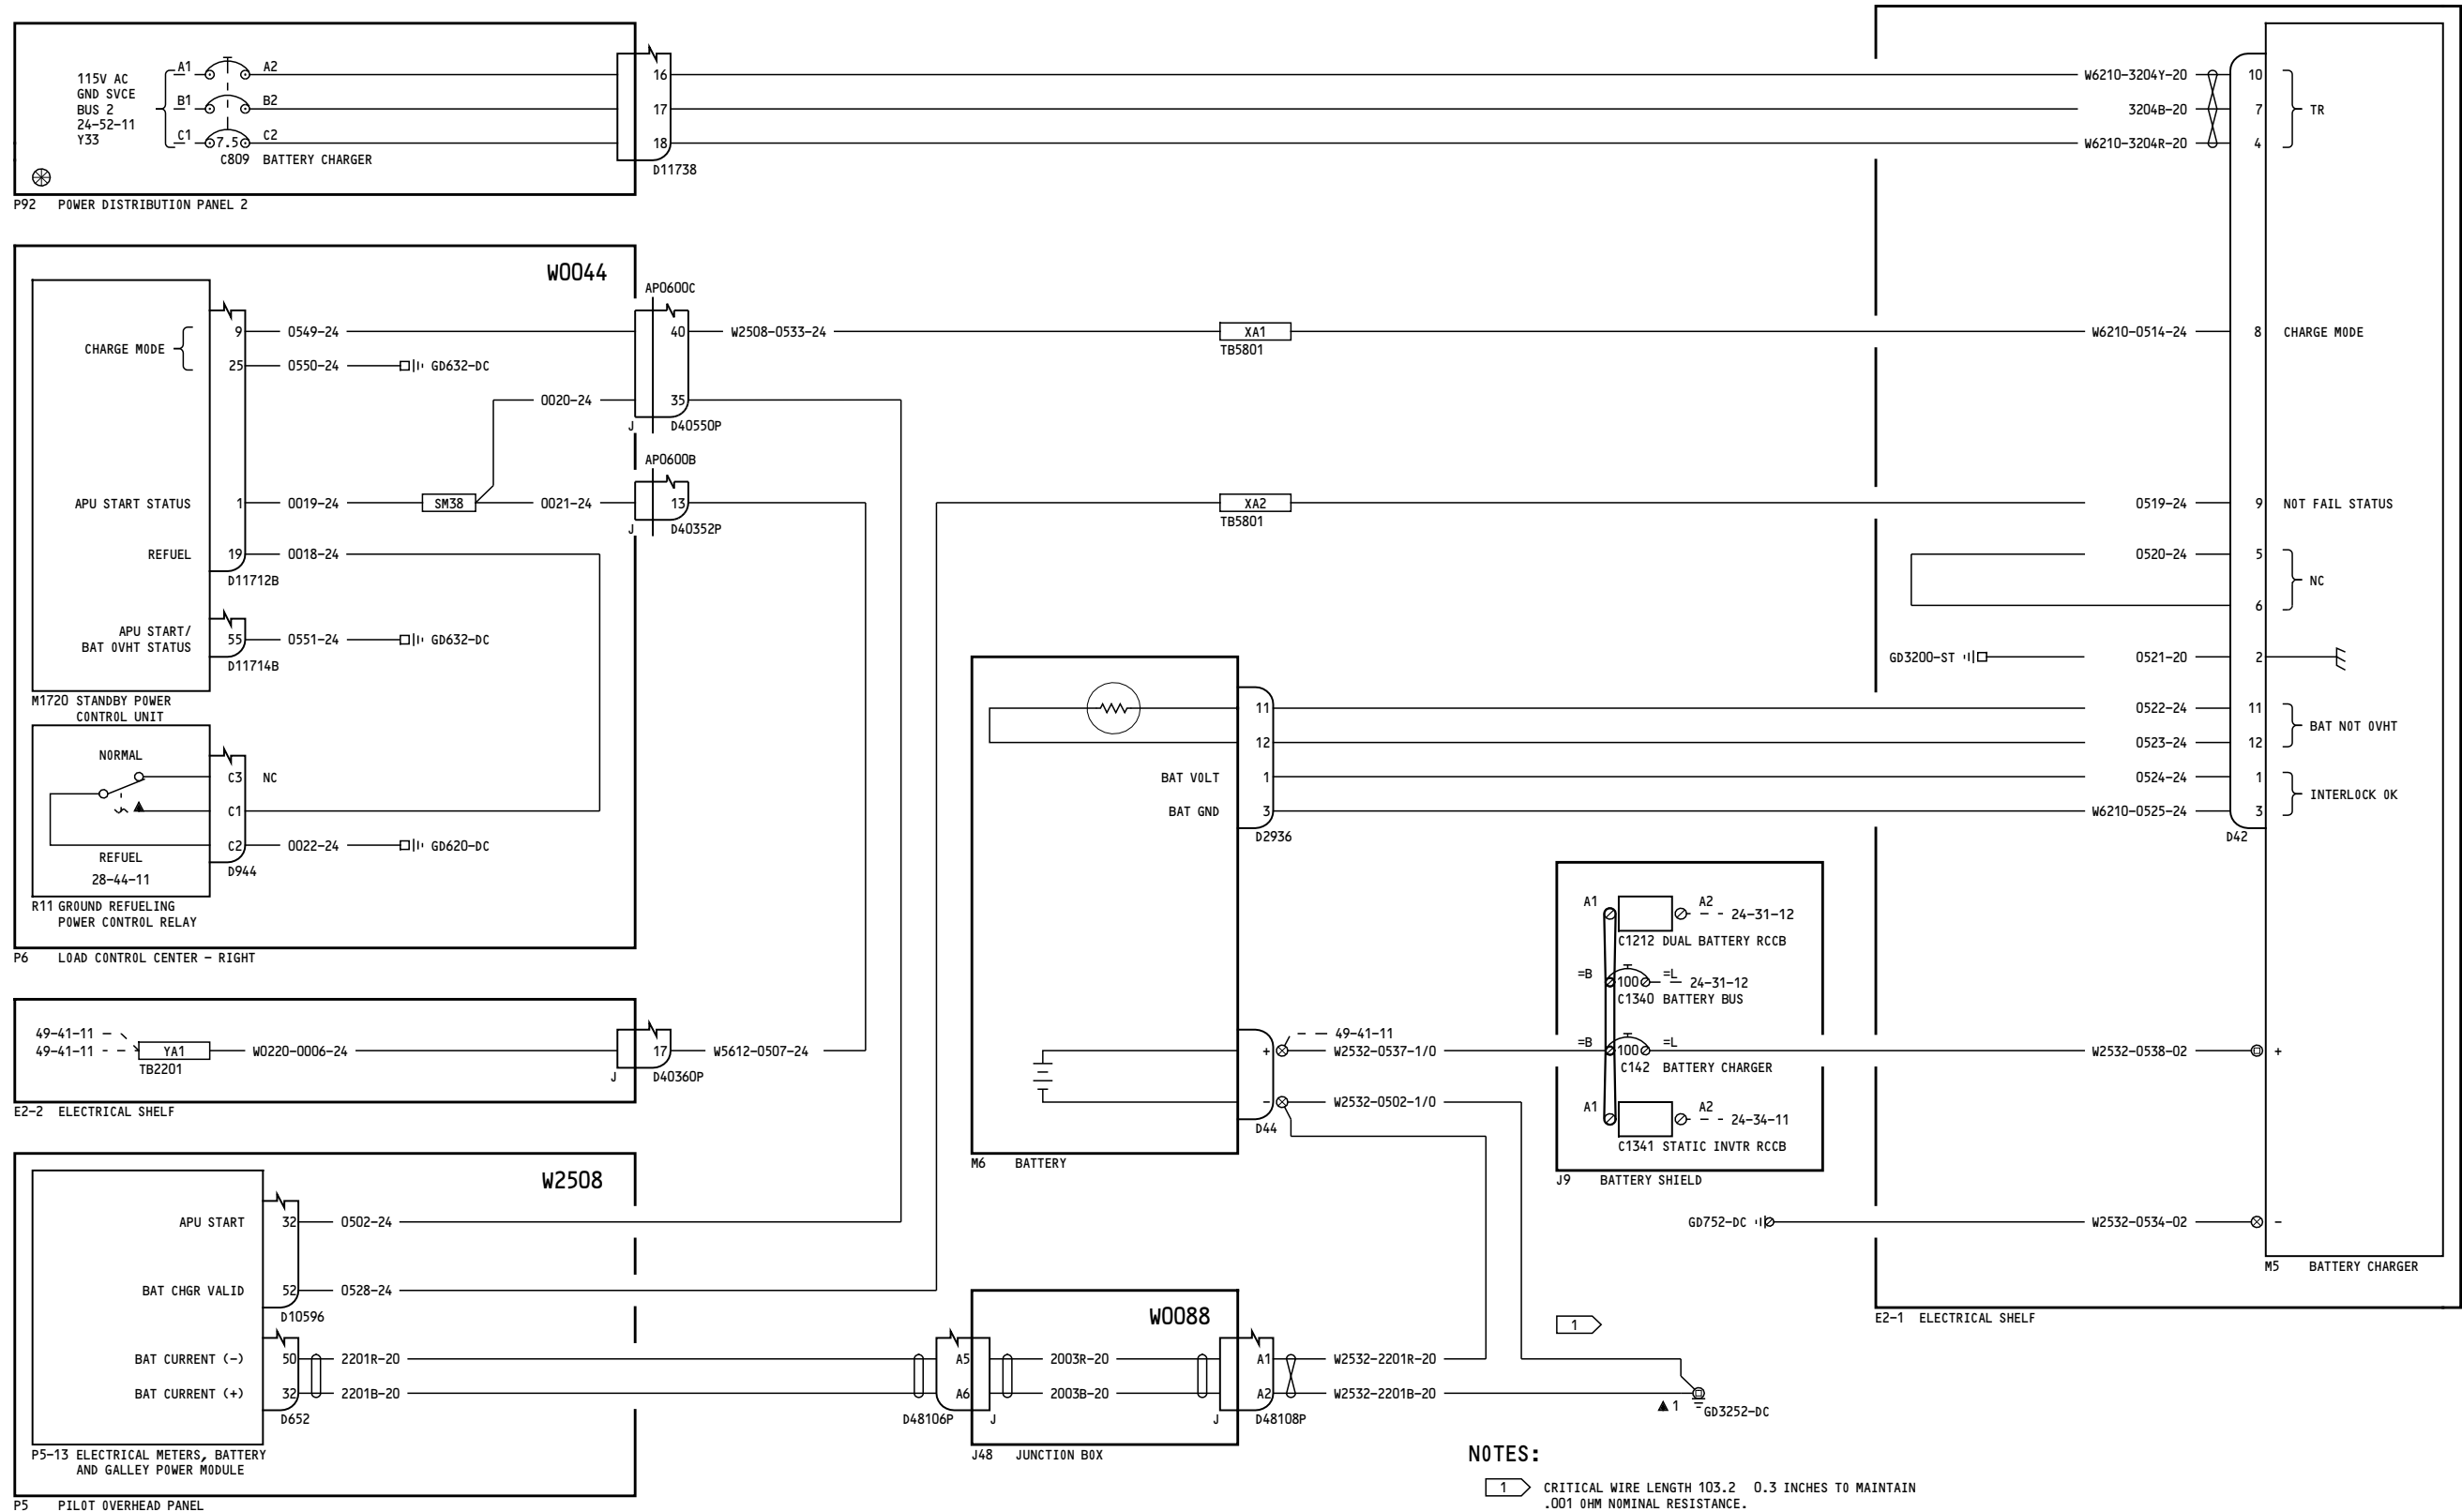 115V AC
GND SVCE
BUS 2
24-52-11
Y33
A1
A2
B1
B2
C1
7.5
C2
C809 BATTERY CHARGER
16
17
18
D11738
P92 POWER DISTRIBUTION PANEL 2
W0044
CHARGE MODE
9
0549-24
25
0550-24
GD632-DC
APU START STATUS
1
0019-24
SM38
0020-24
0021-24
REFUEL
19
0018-24
D11712B
APU START/
BAT OVHT STATUS
55
0551-24
GD632-DC
D11714B
M1720 STANDBY POWER
CONTROL UNIT
NORMAL
C3
NC
C1
C2
0022-24
GD620-DC
REFUEL
28-44-11
D944
R11 GROUND REFUELING
POWER CONTROL RELAY
P6 LOAD CONTROL CENTER - RIGHT
AP0600C
40
W2508-0533-24
35
J
D40550P
AP0600B
13
J
D40352P
XA1
TB5801
XA2
TB5801
49-41-11
49-41-11
YA1
TB2201
W0220-0006-24
17
W5612-0507-24
J
D40360P
E2-2 ELECTRICAL SHELF
W2508
APU START
32
0502-24
BAT CHGR VALID
52
0528-24
D10596
BAT CURRENT (-)
50
2201R-20
BAT CURRENT (+)
32
2201B-20
D652
P5-13 ELECTRICAL METERS, BATTERY
AND GALLEY POWER MODULE
P5 PILOT OVERHEAD PANEL
W0088
A5
2003R-20
A1
W2532-2201R-20
A6
2003B-20
A2
W2532-2201B-20
D48106P
J
J
D48108P
J48 JUNCTION BOX
11
12
BAT VOLT
1
BAT GND
3
D2936
+
49-41-11
W2532-0537-1/0
-
W2532-0502-1/0
D44
M6 BATTERY
A1
A2
24-31-12
C1212 DUAL BATTERY RCCB
=B
100
=L
24-31-12
C1340 BATTERY BUS
=B
100
=L
C142 BATTERY CHARGER
A1
A2
24-34-11
C1341 STATIC INVTR RCCB
J9 BATTERY SHIELD
GD752-DC
1
1
GD3252-DC
W6210-3204Y-20
10
3204B-20
7
TR
W6210-3204R-20
4
W6210-0514-24
8
CHARGE MODE
0519-24
9
NOT FAIL STATUS
0520-24
5
NC
6
GD3200-ST
0521-20
2
0522-24
11
BAT NOT OVHT
0523-24
12
0524-24
1
INTERLOCK OK
W6210-0525-24
3
D42
W2532-0538-02
+
W2532-0534-02
-
M5 BATTERY CHARGER
E2-1 ELECTRICAL SHELF
NOTES:
1 CRITICAL WIRE LENGTH 103.2 0.3 INCHES TO MAINTAIN
.001 OHM NOMINAL RESISTANCE.